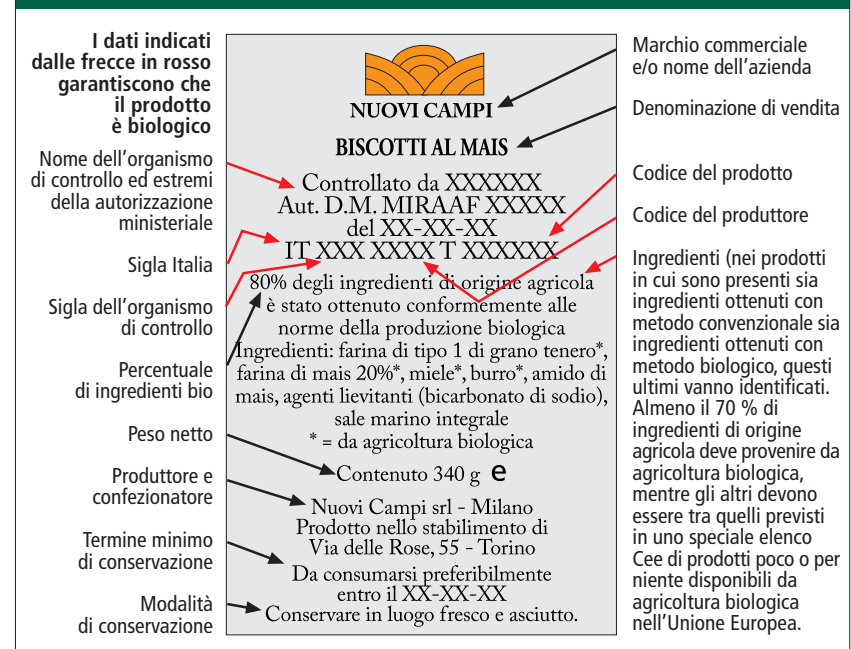 I dati indicati
dalle frecce in rosso
garantiscono che
il prodotto
è biologico
Nome dell'organismo
di controllo ed estremi
della autorizzazione
ministeriale
Sigla Italia
Sigla dell'organismo
di controllo
Percentuale
di ingredienti bio
Peso netto
Produttore e
confezionatore
Termine minimo
di conservazione
Modalità
di conservazione
NUOVI CAMPI
BISCOTTI AL MAIS
Controllato da XXXXXX
Aut. D.M. MIRAAF XXXXX
del XX-XX-XX
IT XXX XXXX T XXXXXX
80% degli ingredienti di origine agricola
è stato ottenuto conformemente alle
norme della produzione biologica
Ingredienti: farina di tipo 1 di grano tenero*,
farina di mais 20%*, miele*, burro*, amido di
mais, agenti lievitanti (bicarbonato di sodio),
sale marino integrale
* = da agricoltura biologica
Contenuto 340 g e
Nuovi Campi srl - Milano
Prodotto nello stabilimento di
Via delle Rose, 55 - Torino
Da consumarsi preferibilmente
entro il XX-XX-XX
Conservare in luogo fresco e asciutto.
Marchio commerciale
e/o nome dell'azienda
Denominazione di vendita
Codice del prodotto
Codice del produttore
Ingredienti (nei prodotti
in cui sono presenti sia
ingredienti ottenuti con
metodo convenzionale sia
ingredienti ottenuti con
metodo biologico, questi
ultimi vanno identificati.
Almeno il 70 % di
ingredienti di origine
agricola deve provenire da
agricoltura biologica,
mentre gli altri devono
essere tra quelli previsti
in uno speciale elenco
Cee di prodotti poco o per
niente disponibili da
agricoltura biologica
nell'Unione Europea.